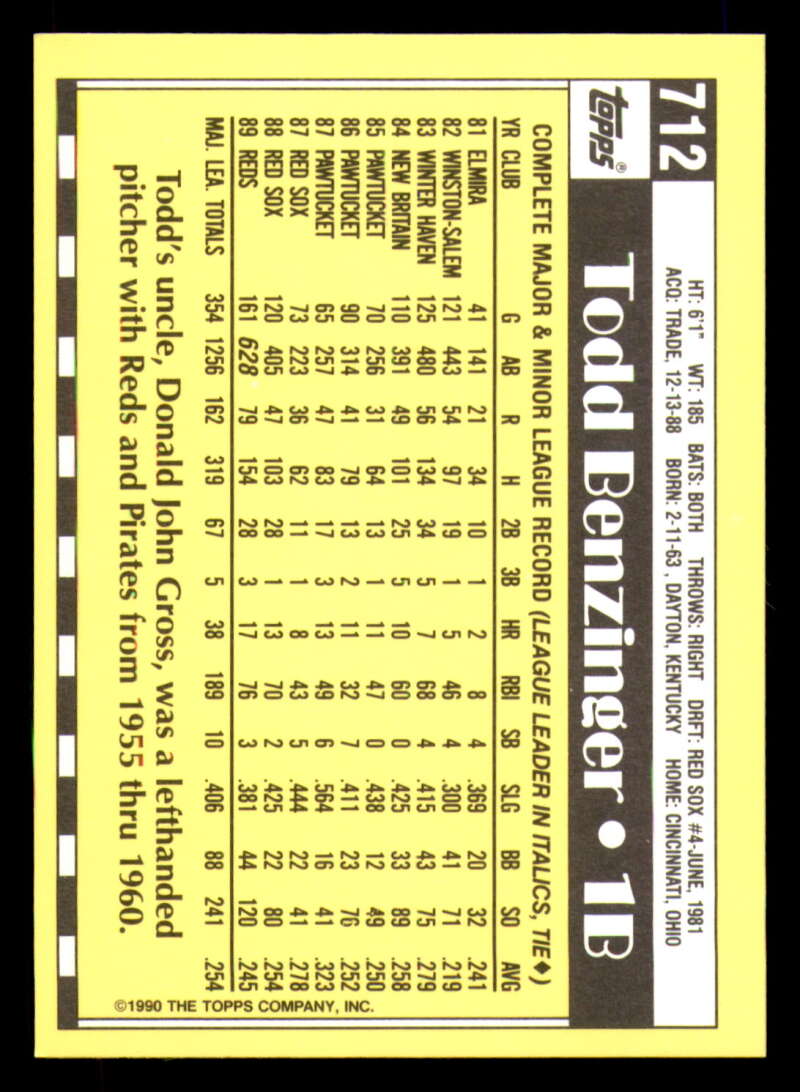 712
HT: 6'1" WT: 185 BATS: BOTH THROWS: RIGHT DRFT: RED SOX #4-JUNE, 1981
ACQ: TRADE, 12-13-88 BORN: 2-11-63 , DAYTON, KENTUCKY HOME: CINCINNATI, OHIO
topps®
Todd Benzinger • 1B
COMPLETE MAJOR & MINOR LEAGUE RECORD (LEAGUE LEADER IN ITALICS, TIE◆)
YR CLUB G AB R H 2B 3B HR RBI SB SLG BB SO AVG
81 ELMIRA 41 141 21 34 10 1 2 8 4 .369 20 32 .241
82 WINSTON-SALEM 121 443 54 97 19 1 5 46 4 .300 41 71 .219
83 WINTER HAVEN 125 480 56 134 34 5 7 68 4 .415 43 75 .279
84 NEW BRITAIN 110 391 49 101 25 5 10 60 0 .425 33 89 .258
85 PAWTUCKET 70 256 31 64 13 1 11 47 0 .438 12 49 .250
86 PAWTUCKET 90 314 41 79 13 2 11 32 7 .411 23 76 .252
87 PAWTUCKET 65 257 47 83 17 3 13 49 6 .564 16 41 .323
87 RED SOX 73 223 36 62 11 1 8 43 5 .444 22 41 .278
88 RED SOX 120 405 47 103 28 1 13 70 2 .425 22 80 .254
89 REDS 161 628 79 154 28 3 17 76 3 .381 44 120 .245
MAJ. LEA. TOTALS 354 1256 162 319 67 5 38 189 10 .406 88 241 .254
Todd's uncle, Donald John Gross, was a lefthanded
pitcher with Reds and Pirates from 1955 thru 1960.
©1990 THE TOPPS COMPANY, INC.